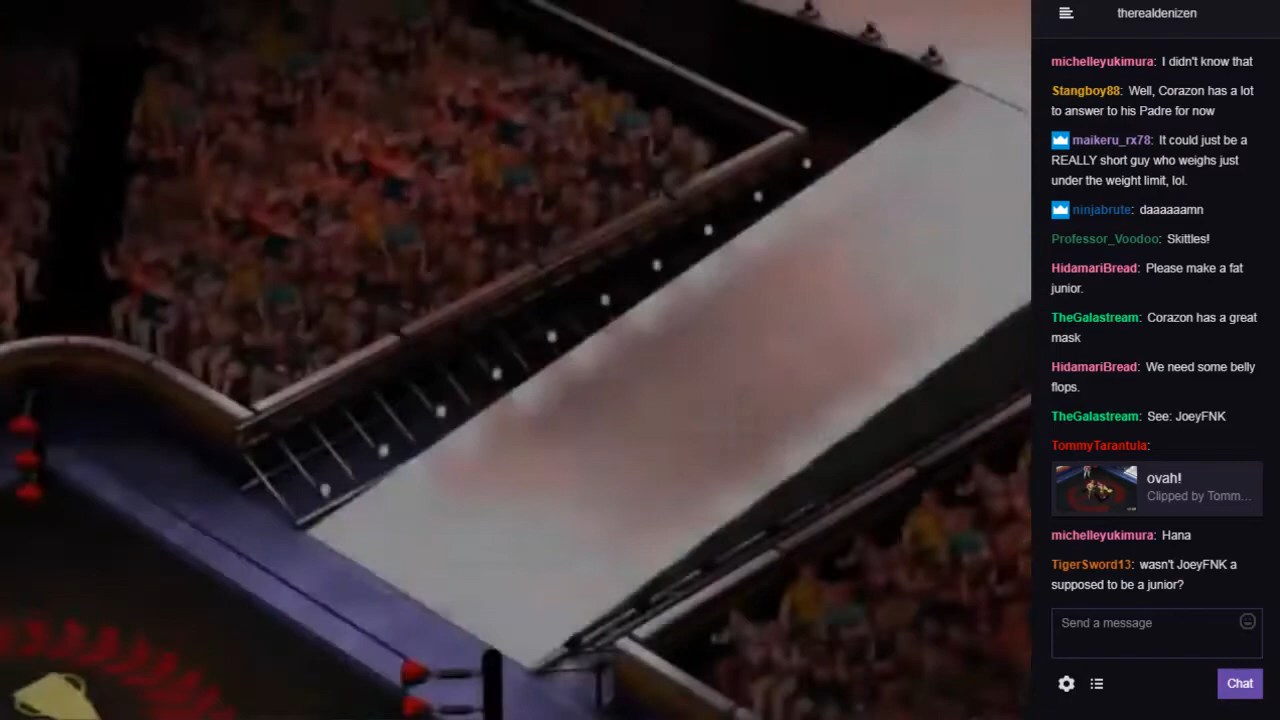 therealdenizen
michelleyukimura: I didn't know that
Stangboy88: Well, Corazon has a lot
to answer to his Padre for now
maikeru_rx78: It could just be a
REALLY short guy who weighs just
under the weight limit, lol.
ninjabrute: daaaaaamn
Professor_Voodoo: Skittles!
HidamariBread: Please make a fat
junior.
TheGalastream: Corazon has a great
mask
HidamariBread: We need some belly
flops.
TheGalastream: See: JoeyFNK
TommyTarantula:
ovah!
Clipped by Tomm...
michelleyukimura: Hana
TigerSword13: wasn't JoeyFNK a
supposed to be a junior?
Send a message
Chat